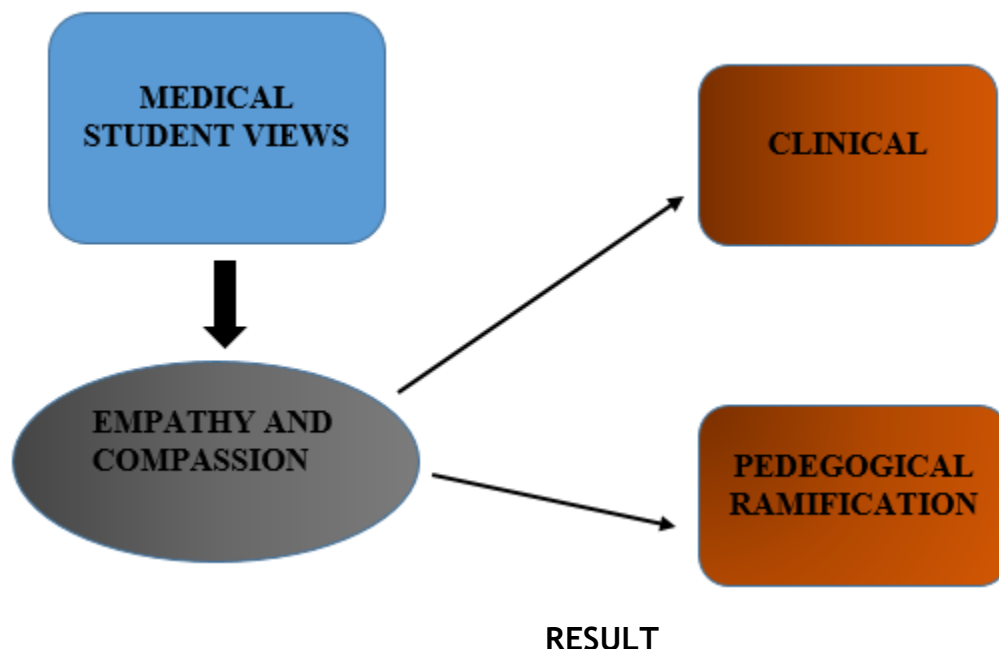 MEDICAL
STUDENT VIEWS
CLINICAL
EMPATHY AND
COMPASSION
PEDEGOGICAL
RAMIFICATION
RESULT